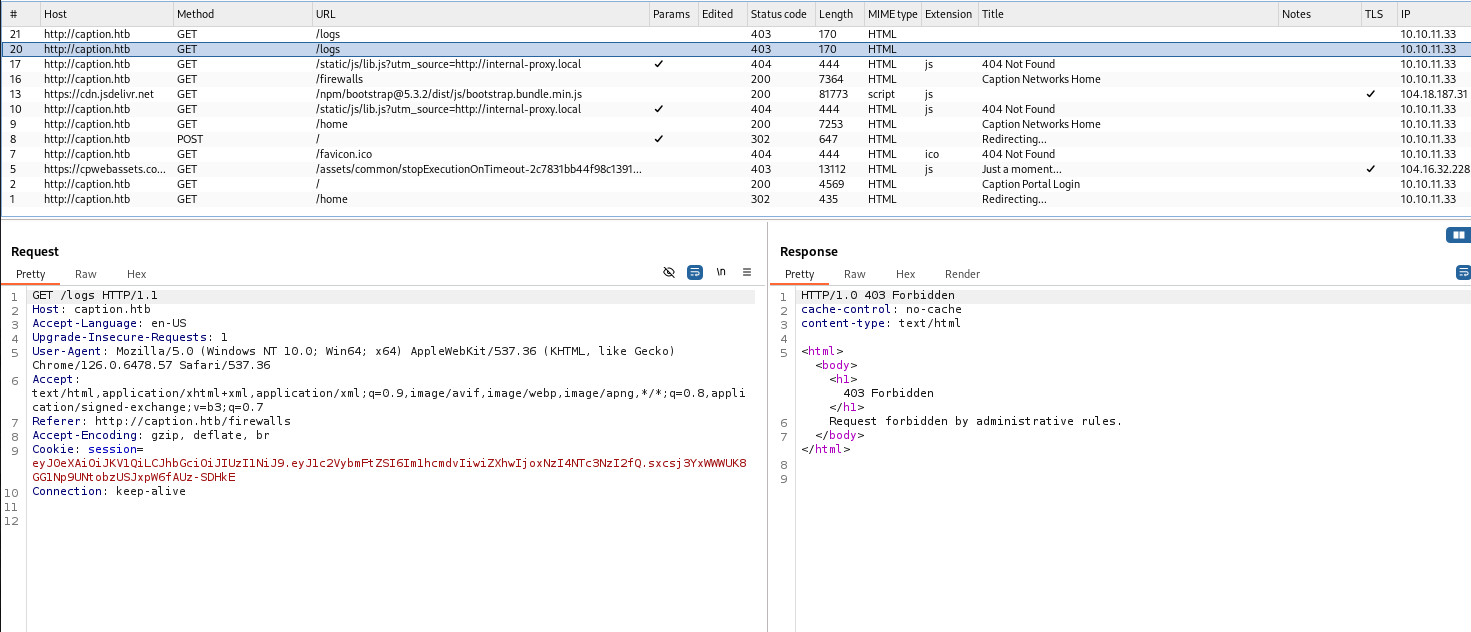 # Host Method URL Params Edited Status code Length MIME type Extension Title Notes TLS IP
21 http://caption.htb GET /logs 403 170 HTML 10.10.11.33
20 http://caption.htb GET /logs 403 170 HTML 10.10.11.33
17 http://caption.htb GET /static/js/lib.js?utm_source=http://internal-proxy.local ✓ 404 444 HTML js 404 Not Found 10.10.11.33
16 http://caption.htb GET /firewalls 200 7364 HTML Caption Networks Home 10.10.11.33
13 https://cdn.jsdelivr.net GET /npm/bootstrap@5.3.2/dist/js/bootstrap.bundle.min.js 200 81773 script js ✓ 104.18.187.31
10 http://caption.htb GET /static/js/lib.js?utm_source=http://internal-proxy.local ✓ 404 444 HTML js 404 Not Found 10.10.11.33
9 http://caption.htb GET /home 200 7253 HTML Caption Networks Home 10.10.11.33
8 http://caption.htb POST / ✓ 302 647 HTML Redirecting... 10.10.11.33
7 http://caption.htb GET /favicon.ico 404 444 HTML ico 404 Not Found 10.10.11.33
5 https://cpwebassets.co... GET /assets/common/stopExecutionOnTimeout-2c7831bb44f98c1391... 403 13112 HTML js Just a moment... ✓ 104.16.32.228
2 http://caption.htb GET / 200 4569 HTML Caption Portal Login 10.10.11.33
1 http://caption.htb GET /home 302 435 HTML Redirecting... 10.10.11.33
Request
Pretty Raw Hex
\n
1 GET /logs HTTP/1.1
2 Host: caption.htb
3 Accept-Language: en-US
4 Upgrade-Insecure-Requests: 1
5 User-Agent: Mozilla/5.0 (Windows NT 10.0; Win64; x64) AppleWebKit/537.36 (KHTML, like Gecko)
Chrome/126.0.6478.57 Safari/537.36
6 Accept:
text/html,application/xhtml+xml,application/xml;q=0.9,image/avif,image/webp,image/apng,*/*;q=0.8,appli
cation/signed-exchange;v=b3;q=0.7
7 Referer: http://caption.htb/firewalls
8 Accept-Encoding: gzip, deflate, br
9 Cookie: session=
eyJ0eXAiOiJKV1QiLCJhbGciOiJIUzI1NiJ9.eyJ1c2VybmFtZSI6Im1hcmdvIiwiZXhwIjoxNzI4NTc3NzI2fQ.sxcsj3YxWWWUK8
GG1Np9UNtobzUSJxpW6fAUz-SDHkE
10 Connection: keep-alive
11
12
Response
Pretty Raw Hex Render
1 HTTP/1.0 403 Forbidden
2 cache-control: no-cache
3 content-type: text/html
4
5 <html>
<body>
<h1>
403 Forbidden
</h1>
6 Request forbidden by administrative rules.
7 </body>
</html>
8
9